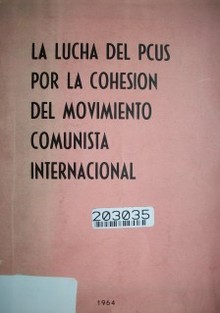 LA LUCHA DEL PCUS
POR LA COHESION
DEL MOVIMIENTO
COMUNISTA
INTERNACIONAL
203035
1964